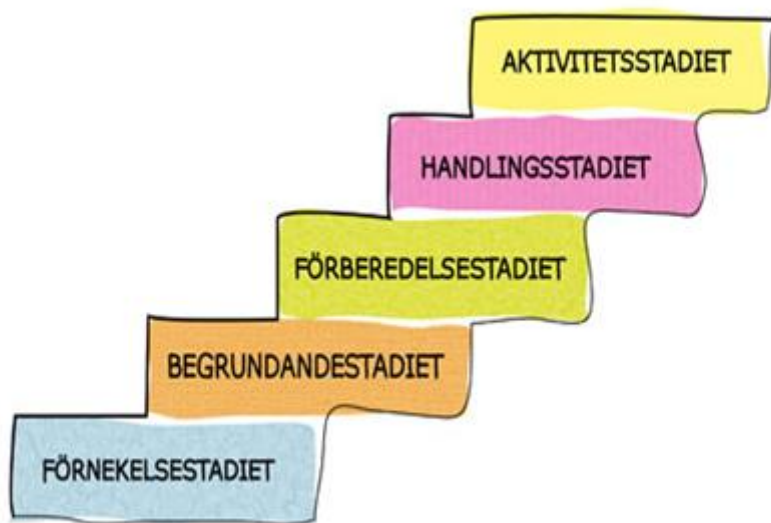 AKTIVITETSSTADIET
HANDLINGSSTADIET
FÖRBEREDELSESTADIET
BEGRUNDANDESTADIET
FÖRNEKELSESTADIET